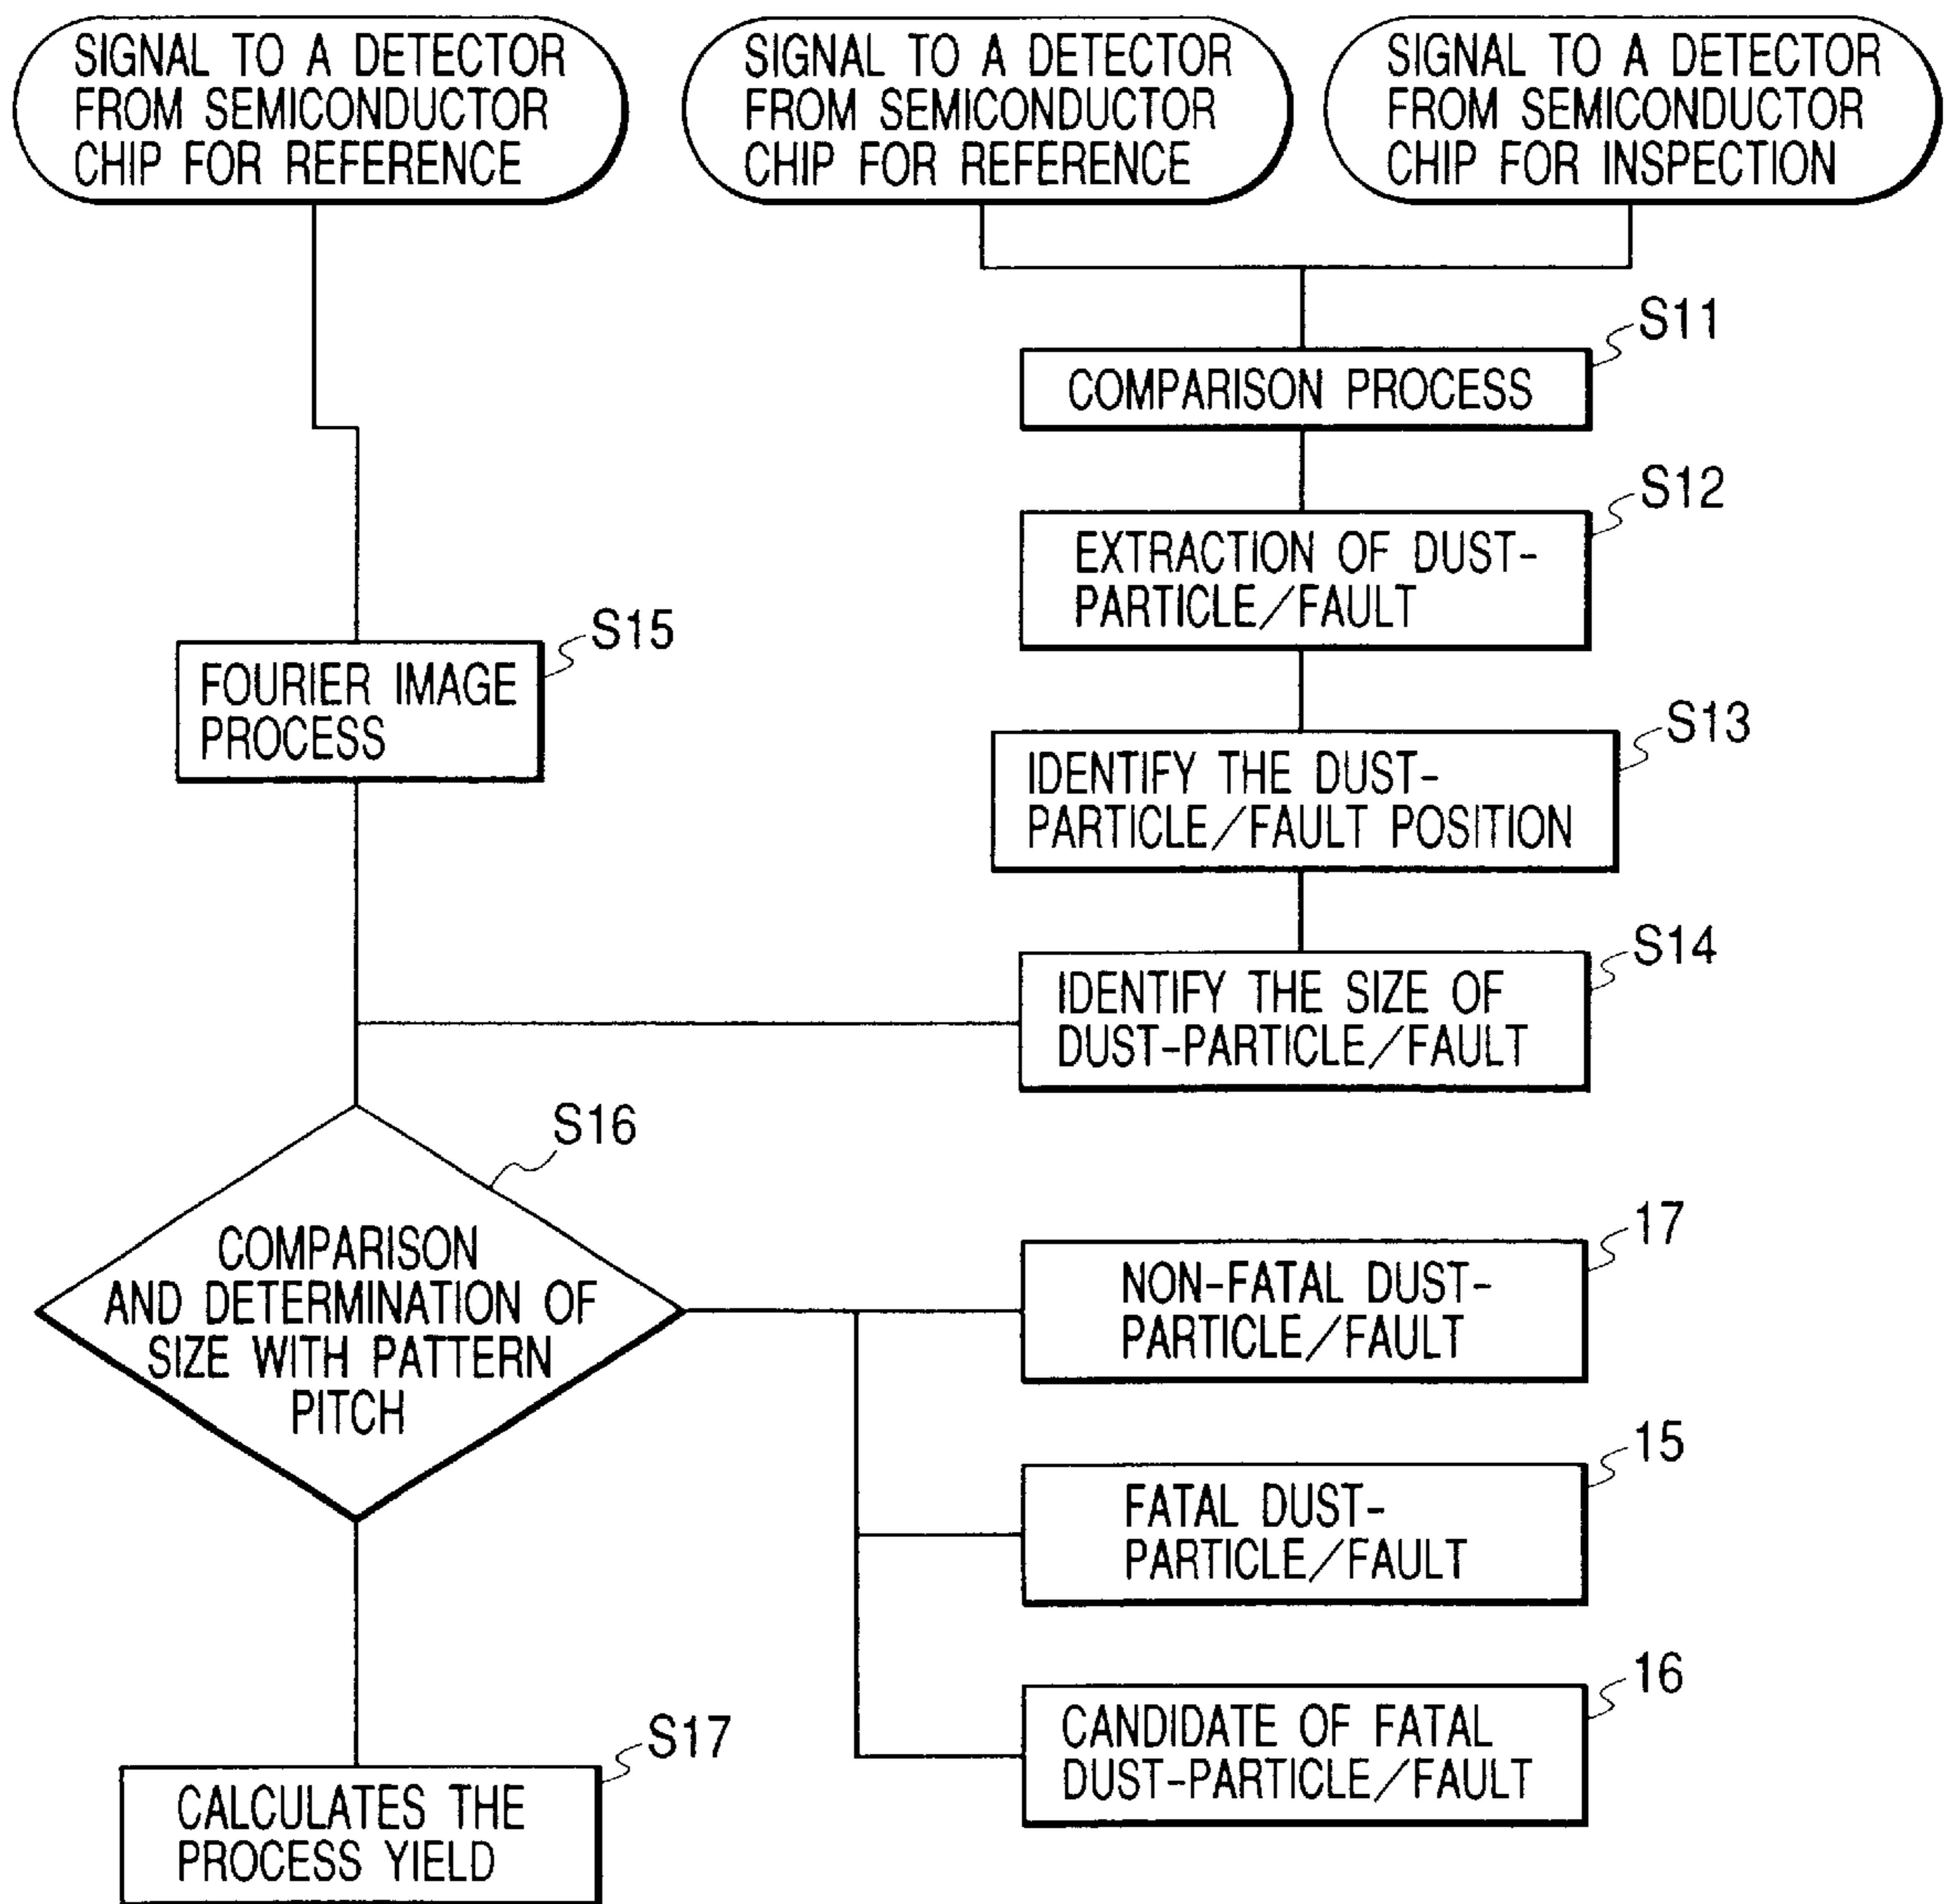 SIGNAL TO A DETECTOR
FROM SEMICONDUCTOR
CHIP FOR REFERENCE
SIGNAL TO A DETECTOR
FROM SEMICONDUCTOR
CHIP FOR REFERENCE
SIGNAL TO A DETECTOR
FROM SEMICONDUCTOR
CHIP FOR INSPECTION
S11
COMPARISON PROCESS
S12
EXTRACTION OF DUST-
PARTICLE/FAULT
S15
FOURIER IMAGE
PROCESS
S13
IDENTIFY THE DUST-
PARTICLE/FAULT POSITION
S14
IDENTIFY THE SIZE OF
DUST-PARTICLE/FAULT
S16
COMPARISON
AND DETERMINATION OF
SIZE WITH PATTERN
PITCH
17
NON-FATAL DUST-
PARTICLE/FAULT
15
FATAL DUST-
PARTICLE/FAULT
16
CANDIDATE OF FATAL
DUST-PARTICLE/FAULT
S17
CALCULATES THE
PROCESS YIELD